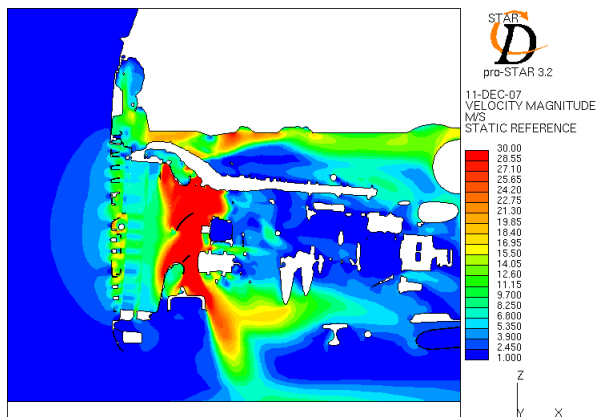 STAR
CD
pro-STAR 3.2
11-DEC-07
VELOCITY MAGNITUDE
M/S
STATIC REFERENCE
30.00
28.55
27.10
25.65
24.20
22.75
21.30
19.85
18.40
16.95
15.50
14.05
12.60
11.15
9.700
8.250
6.800
5.350
3.900
2.450
1.000
Z
Y X